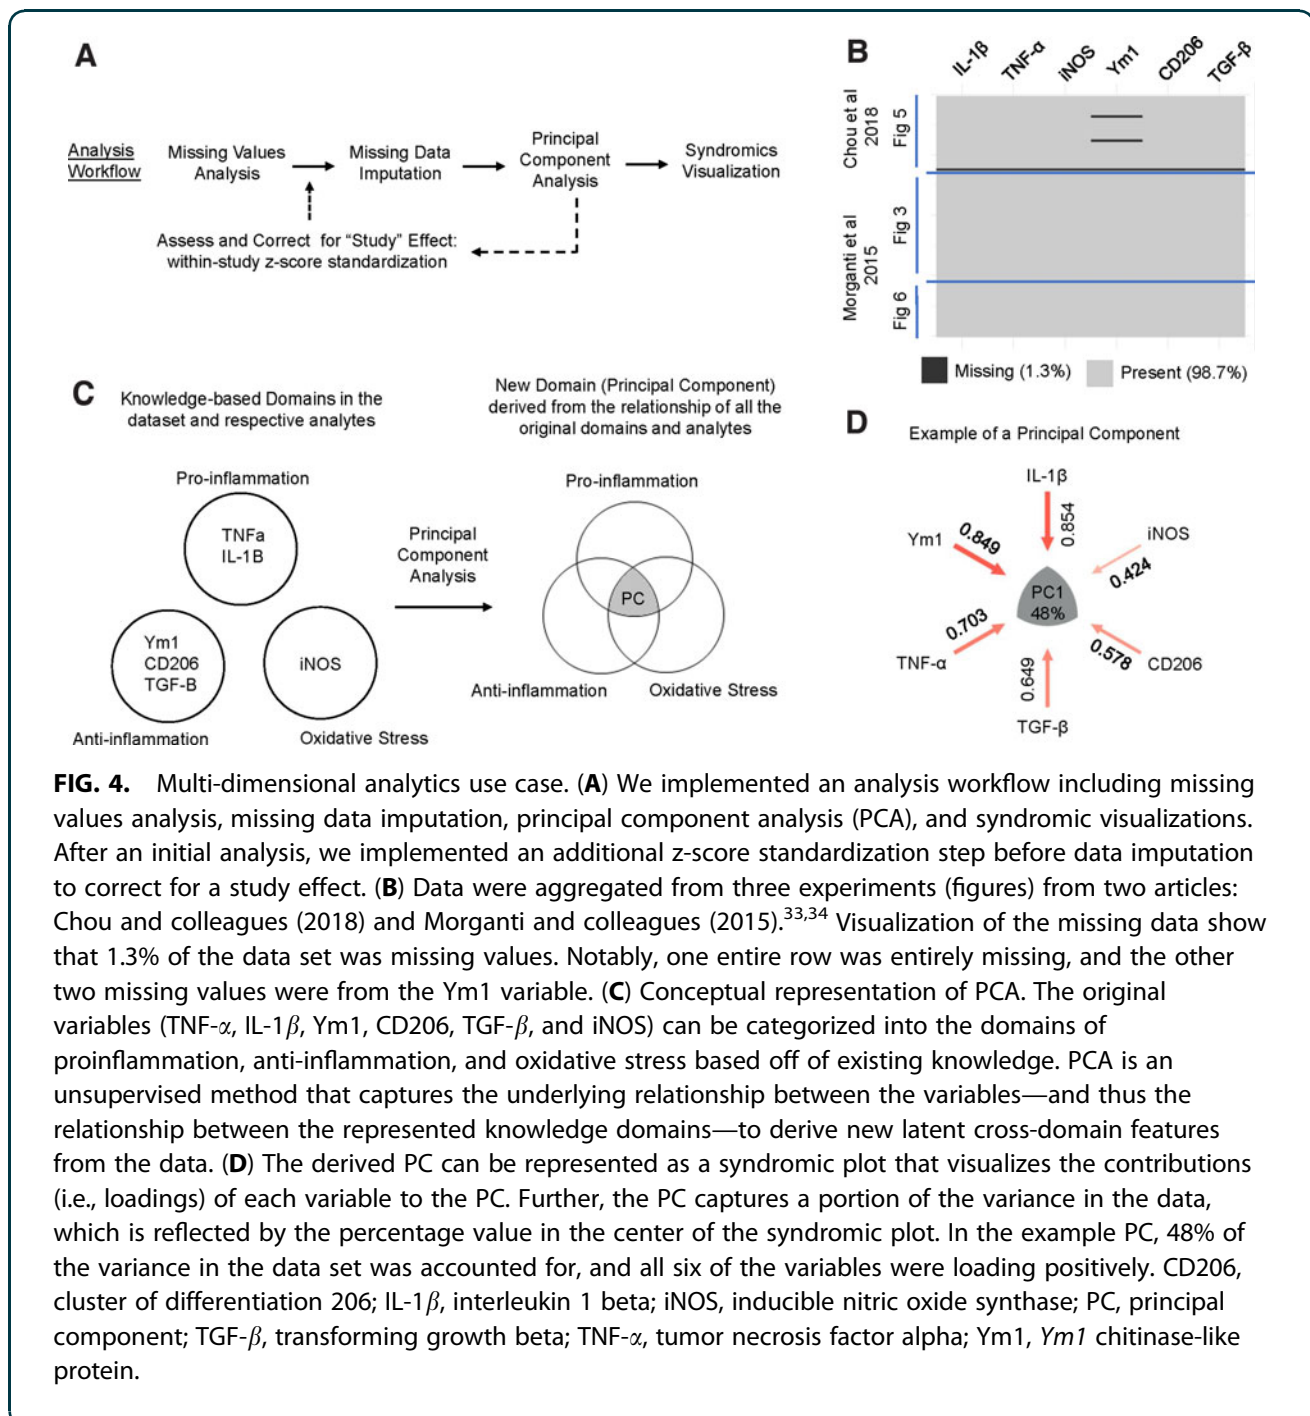 A
Analysis
Workflow
Missing Values
Analysis
Missing Data
Imputation
Principal
Component
Analysis
Syndromics
Visualization
Assess and Correct for "Study" Effect:
within-study z-score standardization
B
IL-1β
TNF-α
iNOS
Ym1
CD206
TGF-β
Chou et al
2018
Fig 5
Morganti et al
2015
Fig 3
Fig 6
Missing (1.3%)
Present (98.7%)
C
Knowledge-based Domains in the
dataset and respective analytes
Pro-inflammation
TNFa
IL-1B
Ym1
CD206
TGF-B
iNOS
Anti-inflammation
Oxidative Stress
Principal
Component
Analysis
New Domain (Principal Component)
derived from the relationship of all the
original domains and analytes
Pro-inflammation
PC
Anti-inflammation
Oxidative Stress
D
Example of a Principal Component
IL-1β
0.854
Ym1
0.849
iNOS
0.424
PC1
48%
TNF-α
0.703
CD206
0.578
0.649
TGF-β
FIG. 4. Multi-dimensional analytics use case. (A) We implemented an analysis workflow including missing
values analysis, missing data imputation, principal component analysis (PCA), and syndromic visualizations.
After an initial analysis, we implemented an additional z-score standardization step before data imputation
to correct for a study effect. (B) Data were aggregated from three experiments (figures) from two articles:
Chou and colleagues (2018) and Morganti and colleagues (2015).33,34 Visualization of the missing data show
that 1.3% of the data set was missing values. Notably, one entire row was entirely missing, and the other
two missing values were from the Ym1 variable. (C) Conceptual representation of PCA. The original
variables (TNF-α, IL-1β, Ym1, CD206, TGF-β, and iNOS) can be categorized into the domains of
proinflammation, anti-inflammation, and oxidative stress based off of existing knowledge. PCA is an
unsupervised method that captures the underlying relationship between the variables—and thus the
relationship between the represented knowledge domains—to derive new latent cross-domain features
from the data. (D) The derived PC can be represented as a syndromic plot that visualizes the contributions
(i.e., loadings) of each variable to the PC. Further, the PC captures a portion of the variance in the data,
which is reflected by the percentage value in the center of the syndromic plot. In the example PC, 48% of
the variance in the data set was accounted for, and all six of the variables were loading positively. CD206,
cluster of differentiation 206; IL-1β, interleukin 1 beta; iNOS, inducible nitric oxide synthase; PC, principal
component; TGF-β, transforming growth beta; TNF-α, tumor necrosis factor alpha; Ym1, Ym1 chitinase-like
protein.